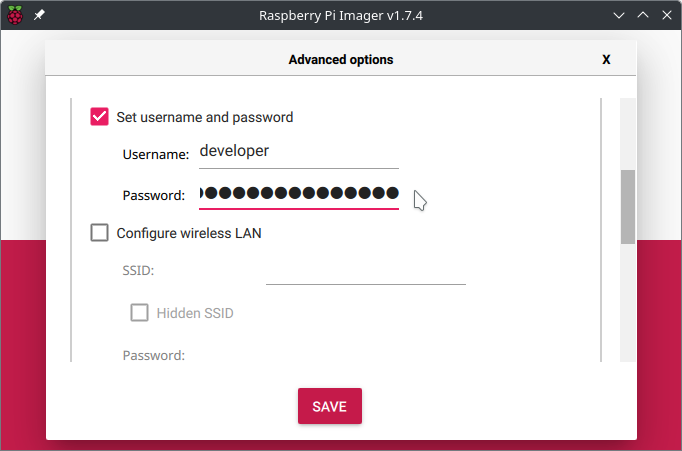 Raspberry Pi Imager v1.7.4
Advanced options X
Set username and password
Username: developer
Password: ●●●●●●●●●●●●●●●
Configure wireless LAN
SSID:
Hidden SSID
Password:
SAVE